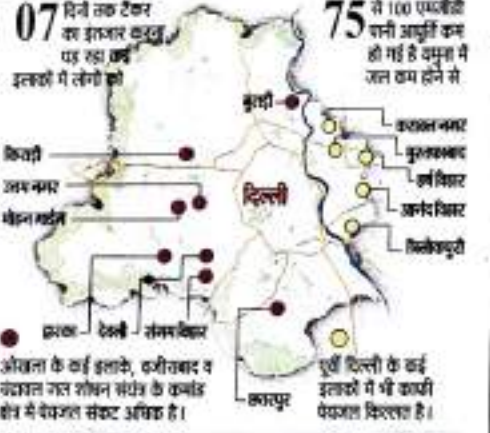 07 दिनों तक टैंकर
का इंतजार करना
पड़ रहा कई
इलाकों में लोगों को
75 से 100 एमजीडी
पानी आपूर्ति कम
हो गई है यमुना में
जल कम होने से
बुराड़ी
करावल नगर
मुस्तफाबाद
हर्ष विहार
आनंद विहार
त्रिलोकपुरी
किराड़ी
उत्तम नगर
मोहन गार्डन
दिल्ली
द्वारका
देवली
संगम विहार
छतरपुर
ओखला के कई इलाके, वजीराबाद व
चंद्रावल जल शोधन संयंत्र के कमांड
क्षेत्र में पेयजल संकट अधिक है।
पूर्वी दिल्ली के कई
इलाकों में भी काफी
पेयजल किल्लत है।